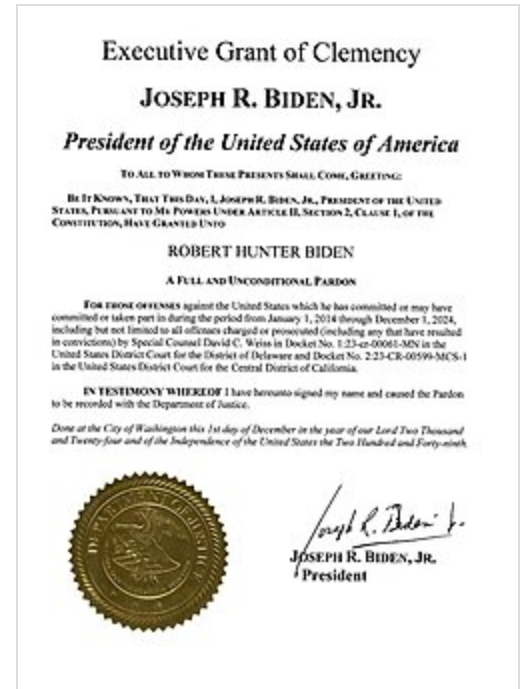 Executive Grant of Clemency
JOSEPH R. BIDEN, JR.
President of the United States of America
TO ALL TO WHOM THESE PRESENTS SHALL COME, GREETING:
BE IT KNOWN, THAT THIS DAY, I, JOSEPH R. BIDEN, JR., PRESIDENT OF THE UNITED
STATES, PURSUANT TO MY POWERS UNDER ARTICLE II, SECTION 2, CLAUSE 1, OF THE
CONSTITUTION, HAVE GRANTED UNTO
ROBERT HUNTER BIDEN
A FULL AND UNCONDITIONAL PARDON
FOR THOSE OFFENSES against the United States which he has committed or may have
committed or taken part in during the period from January 1, 2014 through December 1, 2024,
including but not limited to all offenses charged or prosecuted (including any that have resulted
in convictions) by Special Counsel David C. Weiss in Docket No. 1:23-cr-00061-MN in the
United States District Court for the District of Delaware and Docket No. 2:23-CR-00599-MCS-1
in the United States District Court for the Central District of California.
IN TESTIMONY WHEREOF I have hereunto signed my name and caused the Pardon
to be recorded with the Department of Justice.
Done at the City of Washington this 1st day of December in the year of our Lord Two Thousand
and Twenty-four and of the Independence of the United States the Two Hundred and Forty-ninth.
DEPARTMENT OF JUSTICE
Joseph R. Biden Jr.
JOSEPH R. BIDEN, JR.
President